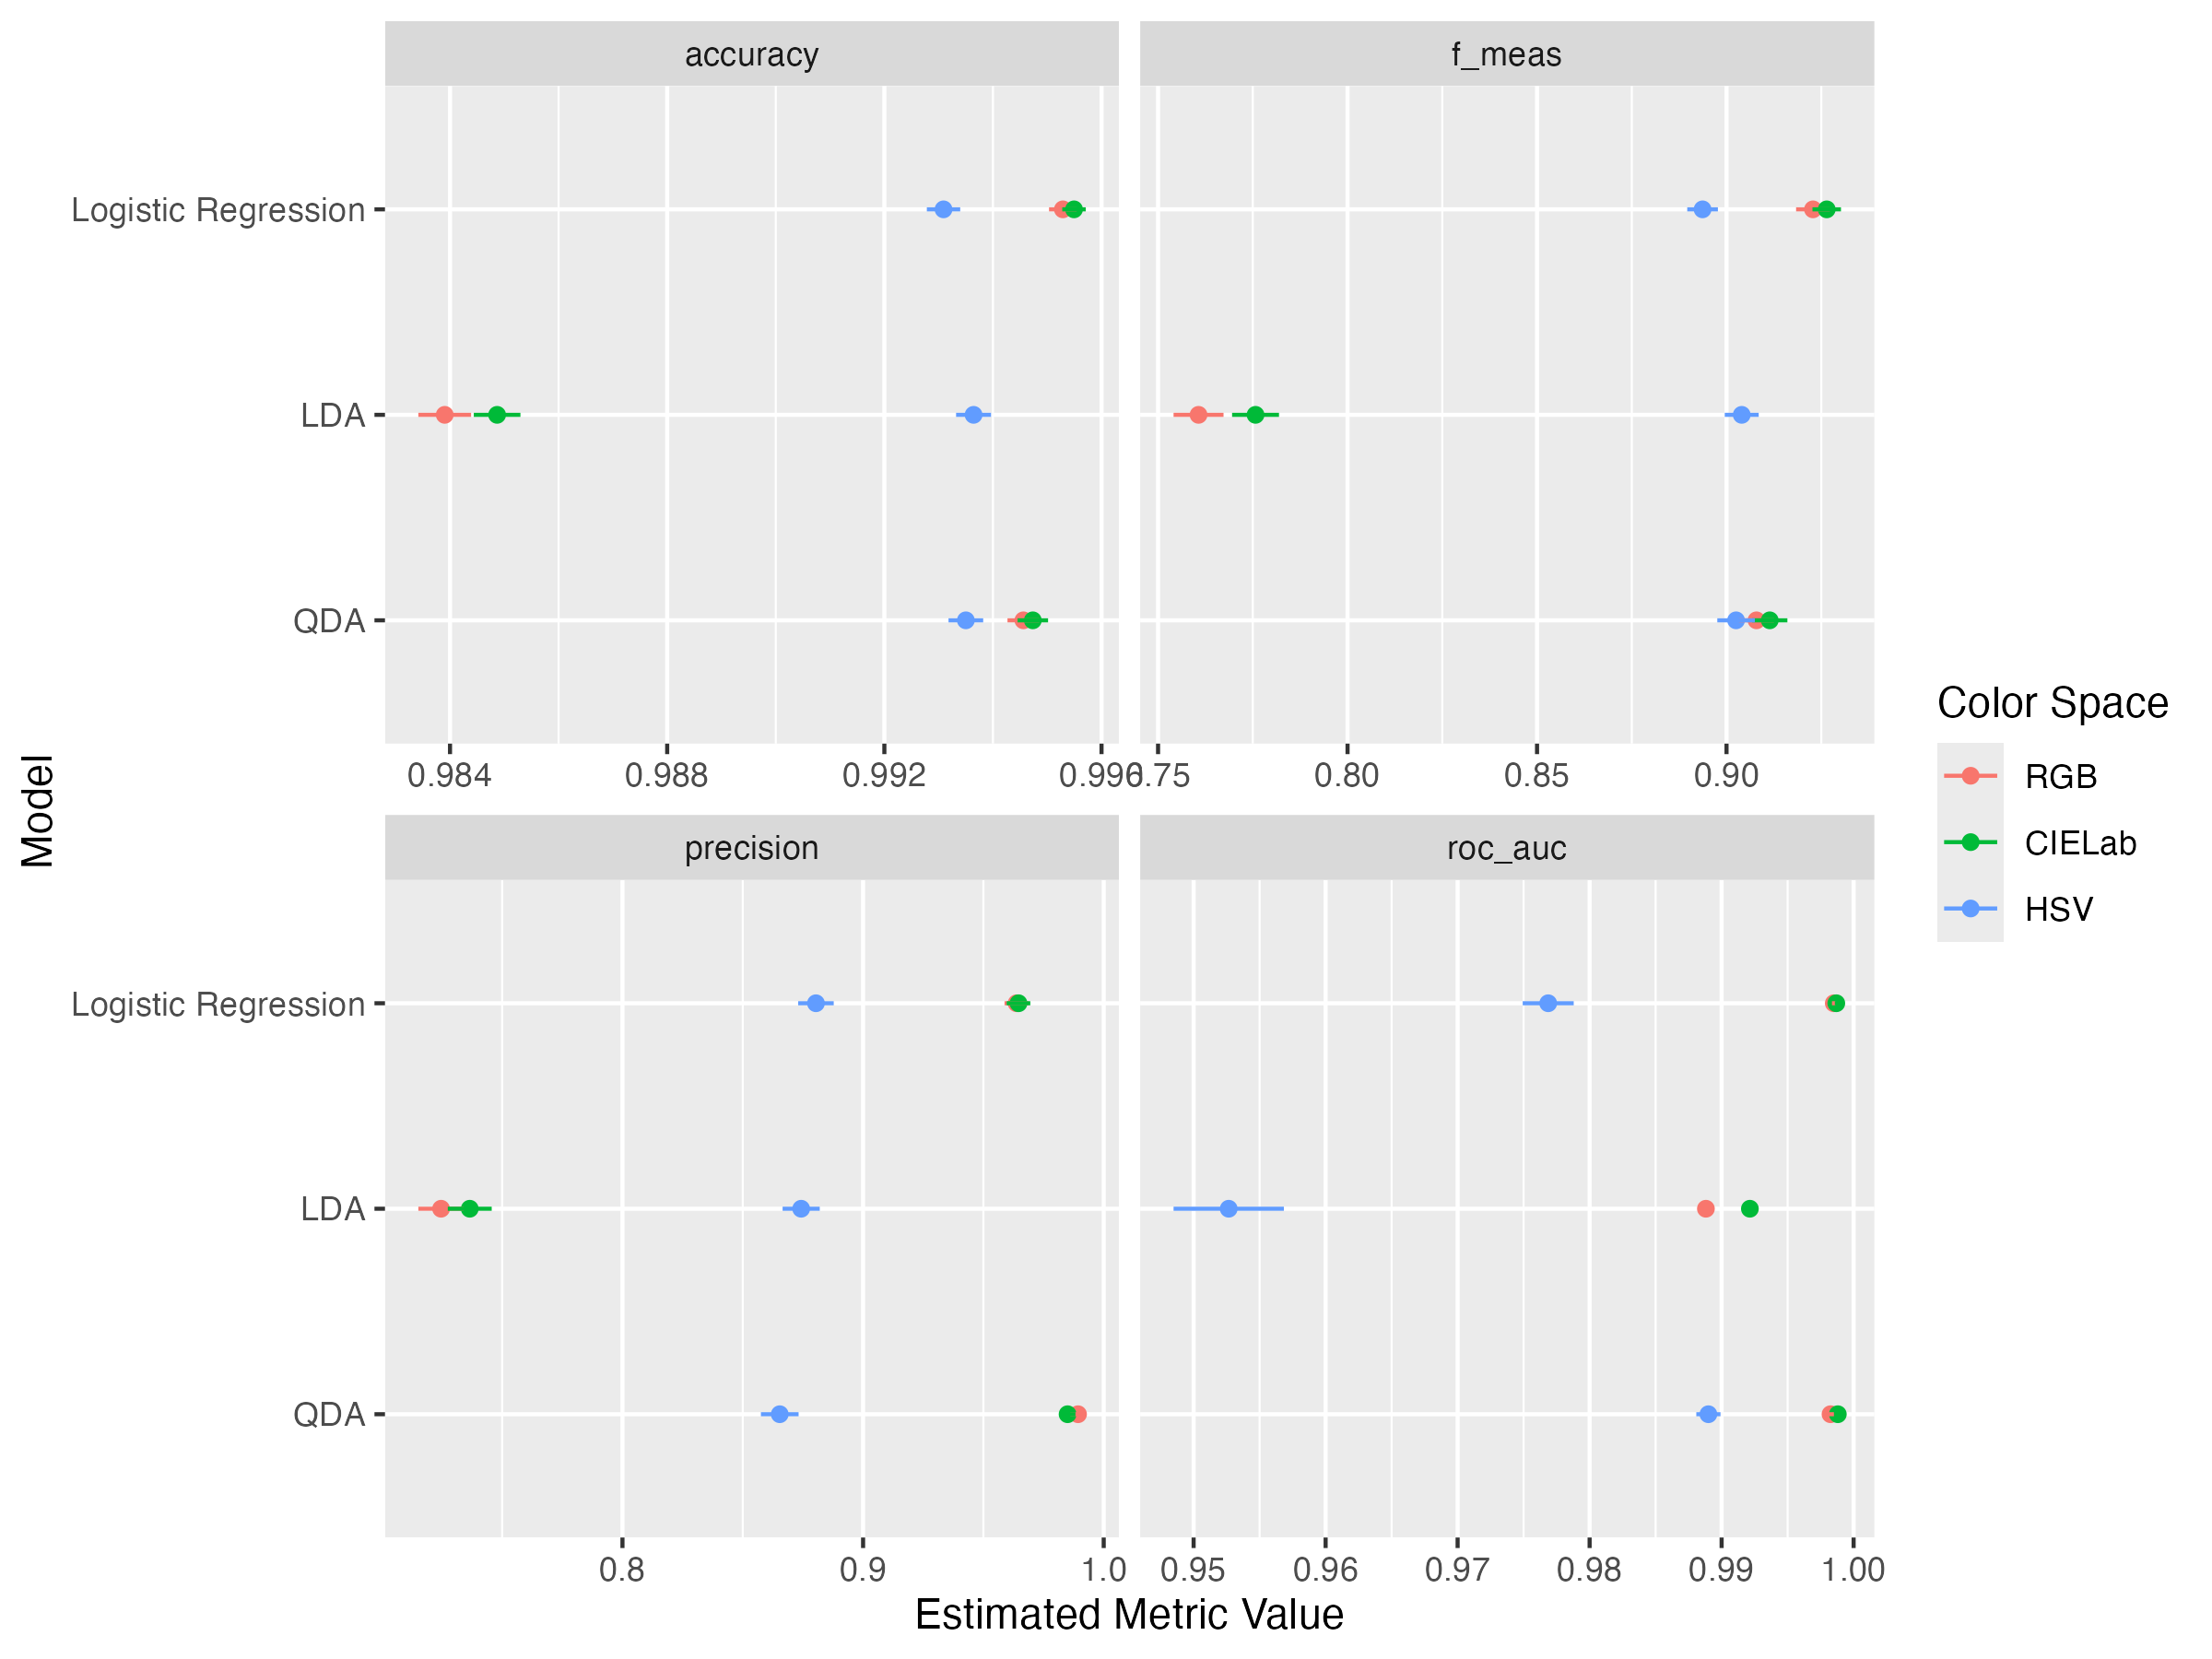 accuracy
f_meas
Logistic Regression
LDA
QDA
0.984
0.988
0.992
0.996
0.75
0.80
0.85
0.90
precision
roc_auc
Logistic Regression
LDA
QDA
0.8
0.9
1.0
0.95
0.96
0.97
0.98
0.99
1.00
Estimated Metric Value
Model
Color Space
RGB
CIELab
HSV